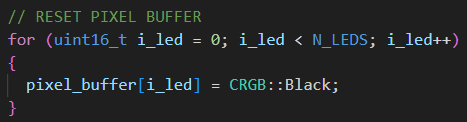 // RESET PIXEL BUFFER
for (uint16_t i_led = 0; i_led < N_LEDS; i_led++)
{
  pixel_buffer[i_led] = CRGB::Black;
}